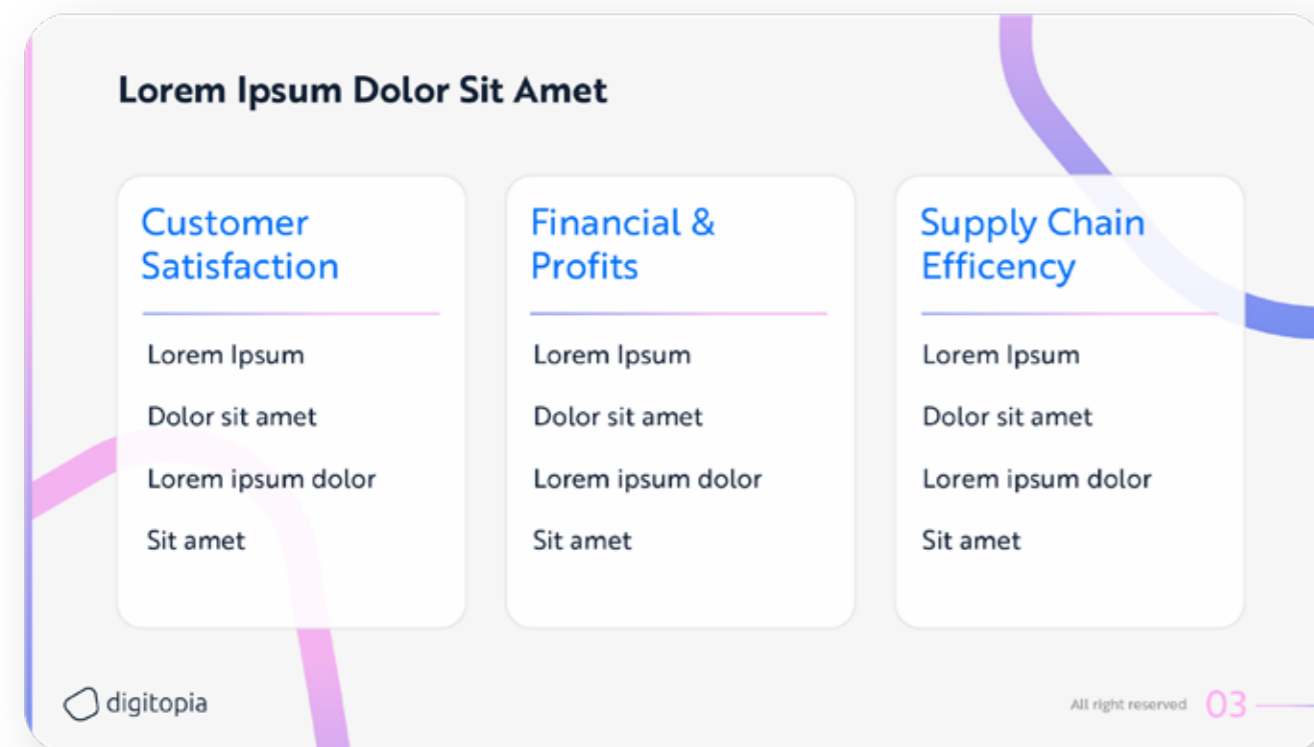 Lorem Ipsum Dolor Sit Amet
Customer
Satisfaction
Lorem Ipsum
Dolor sit amet
Lorem ipsum dolor
Sit amet
Financial &
Profits
Lorem Ipsum
Dolor sit amet
Lorem ipsum dolor
Sit amet
Supply Chain
Efficency
Lorem Ipsum
Dolor sit amet
Lorem ipsum dolor
Sit amet
digitopia
All right reserved 03